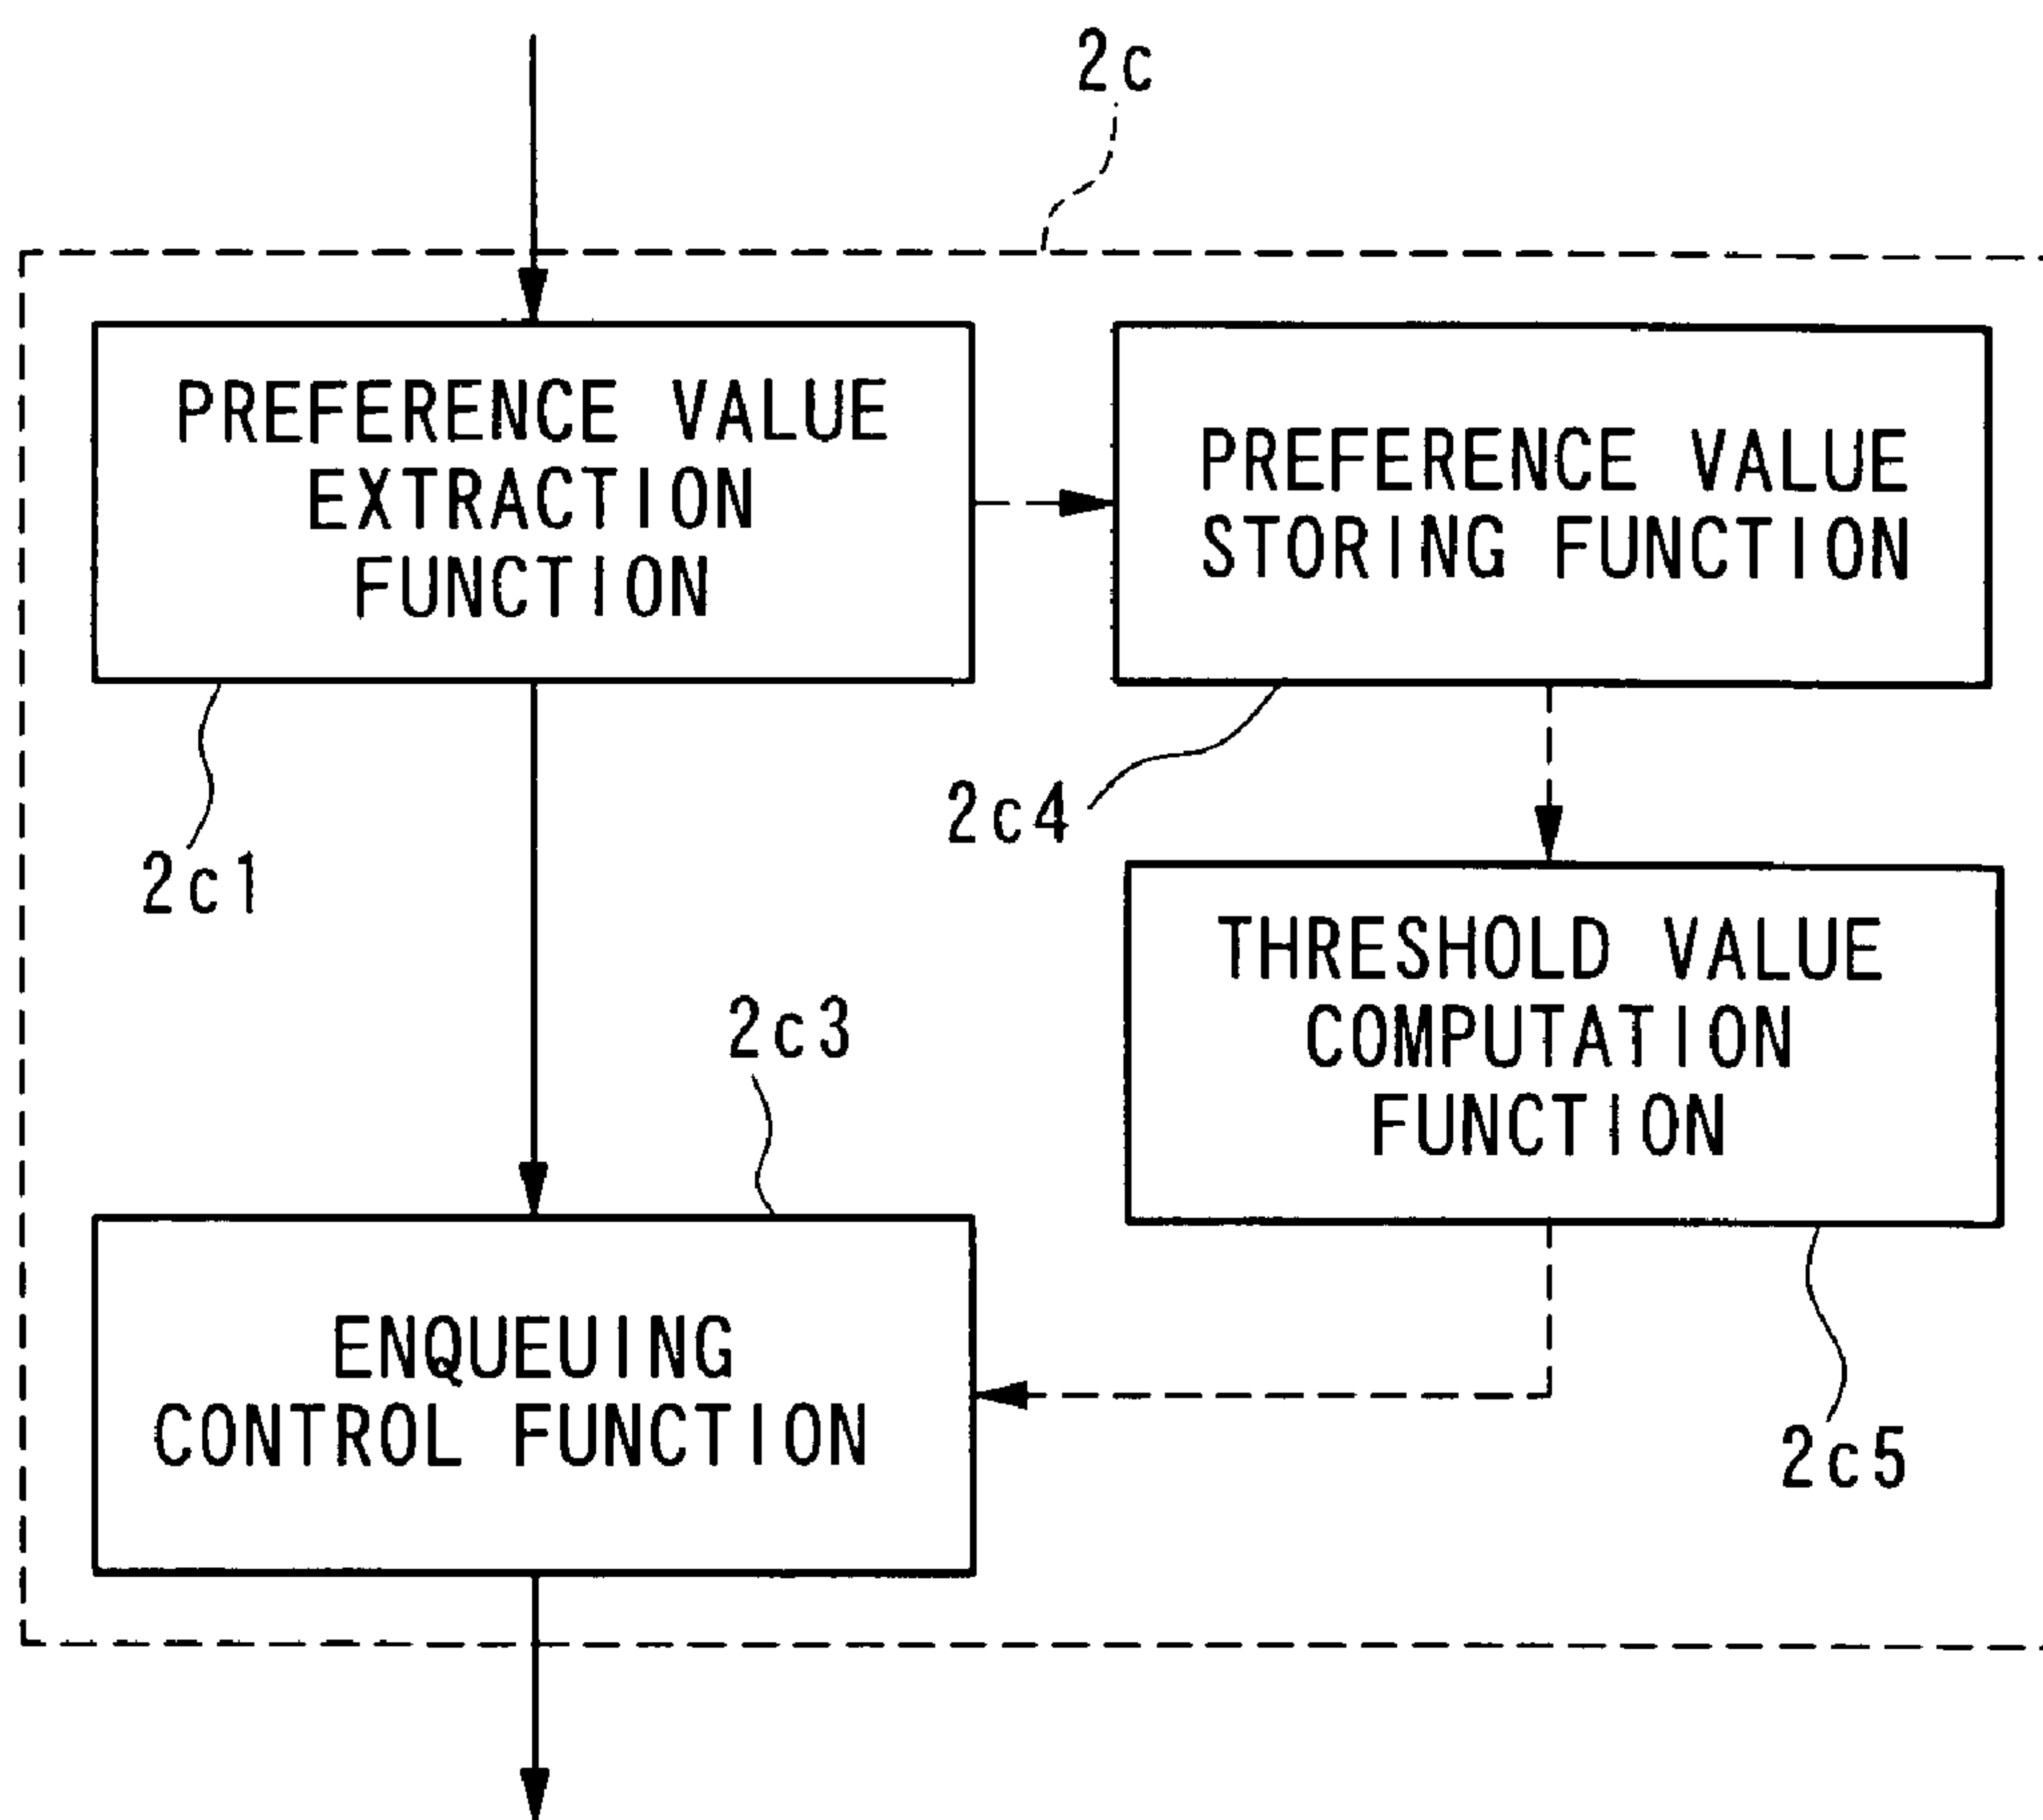 2c
PREFERENCE VALUE
EXTRACTION
FUNCTION
PREFERENCE VALUE
STORING FUNCTION
2c4
2c1
THRESHOLD VALUE
COMPUTATION
FUNCTION
2c3
ENQUEUING
CONTROL FUNCTION
2c5